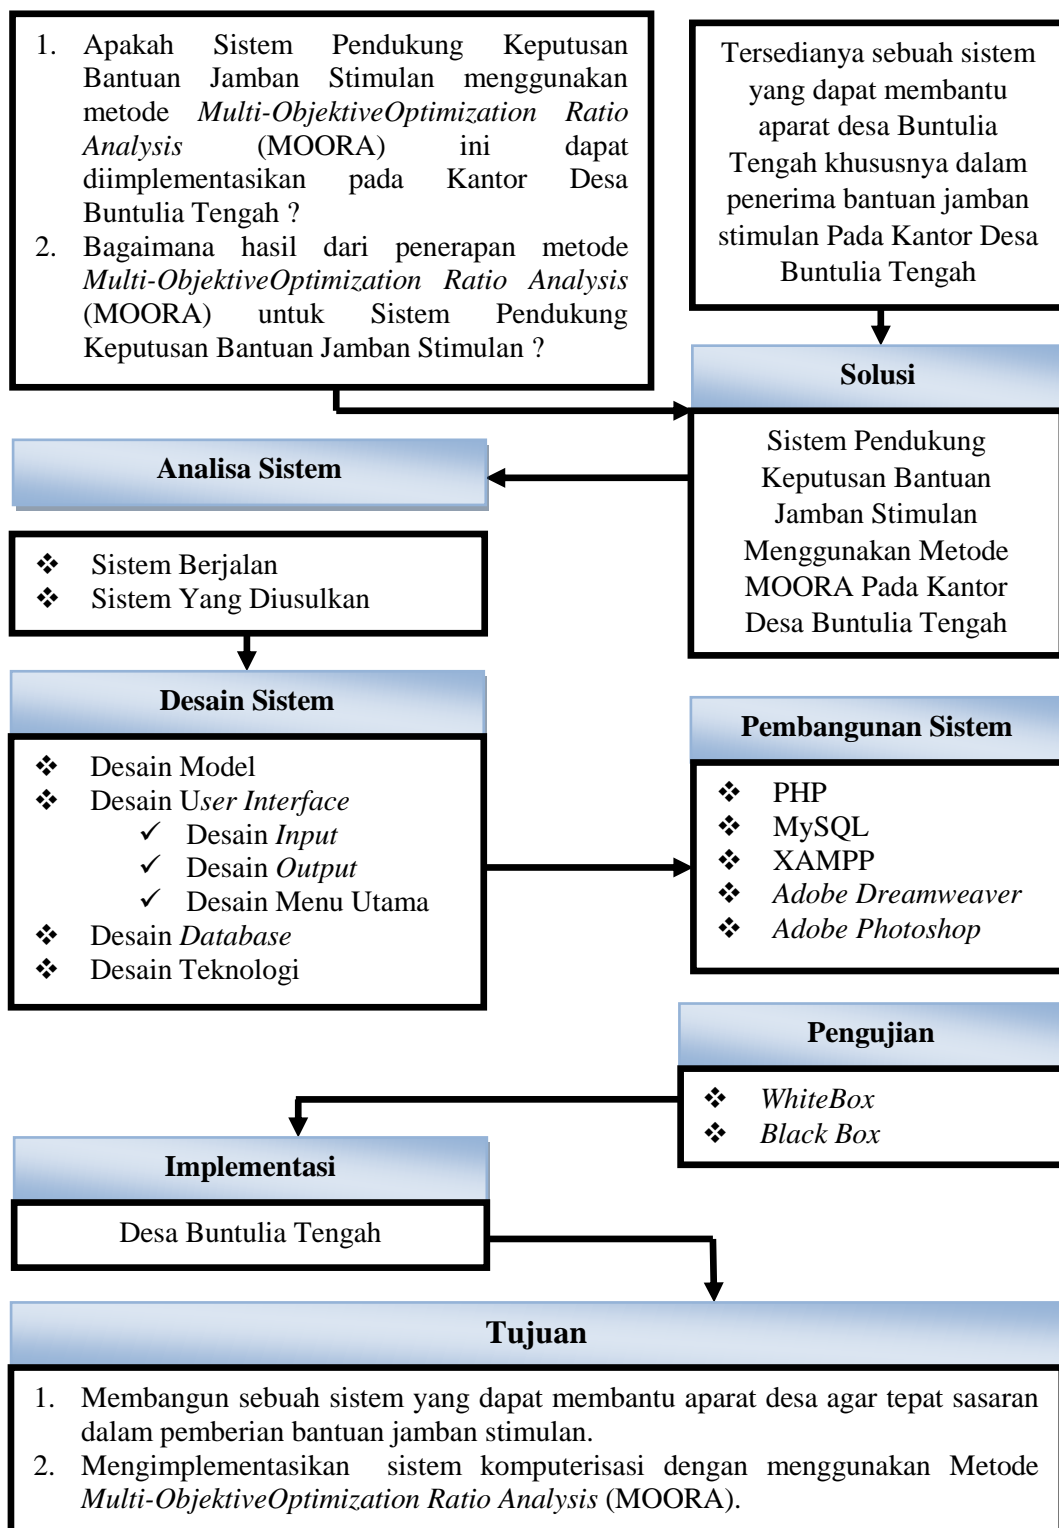 1. Apakah Sistem Pendukung Keputusan
Bantuan Jamban Stimulan menggunakan
metode Multi-ObjektiveOptimization Ratio
Analysis (MOORA) ini dapat
diimplementasikan pada Kantor Desa
Buntulia Tengah ?
2. Bagaimana hasil dari penerapan metode
Multi-ObjektiveOptimization Ratio Analysis
(MOORA) untuk Sistem Pendukung
Keputusan Bantuan Jamban Stimulan ?
Tersedianya sebuah sistem
yang dapat membantu
aparat desa Buntulia
Tengah khususnya dalam
penerima bantuan jamban
stimulan Pada Kantor Desa
Buntulia Tengah
Solusi
Sistem Pendukung
Keputusan Bantuan
Jamban Stimulan
Menggunakan Metode
MOORA Pada Kantor
Desa Buntulia Tengah
Analisa Sistem
❖ Sistem Berjalan
❖ Sistem Yang Diusulkan
Desain Sistem
❖ Desain Model
❖ Desain User Interface
✓ Desain Input
✓ Desain Output
✓ Desain Menu Utama
❖ Desain Database
❖ Desain Teknologi
Pembangunan Sistem
❖ PHP
❖ MySQL
❖ XAMPP
❖ Adobe Dreamweaver
❖ Adobe Photoshop
Pengujian
❖ WhiteBox
❖ Black Box
Implementasi
Desa Buntulia Tengah
Tujuan
1. Membangun sebuah sistem yang dapat membantu aparat desa agar tepat sasaran
dalam pemberian bantuan jamban stimulan.
2. Mengimplementasikan sistem komputerisasi dengan menggunakan Metode
Multi-ObjektiveOptimization Ratio Analysis (MOORA).